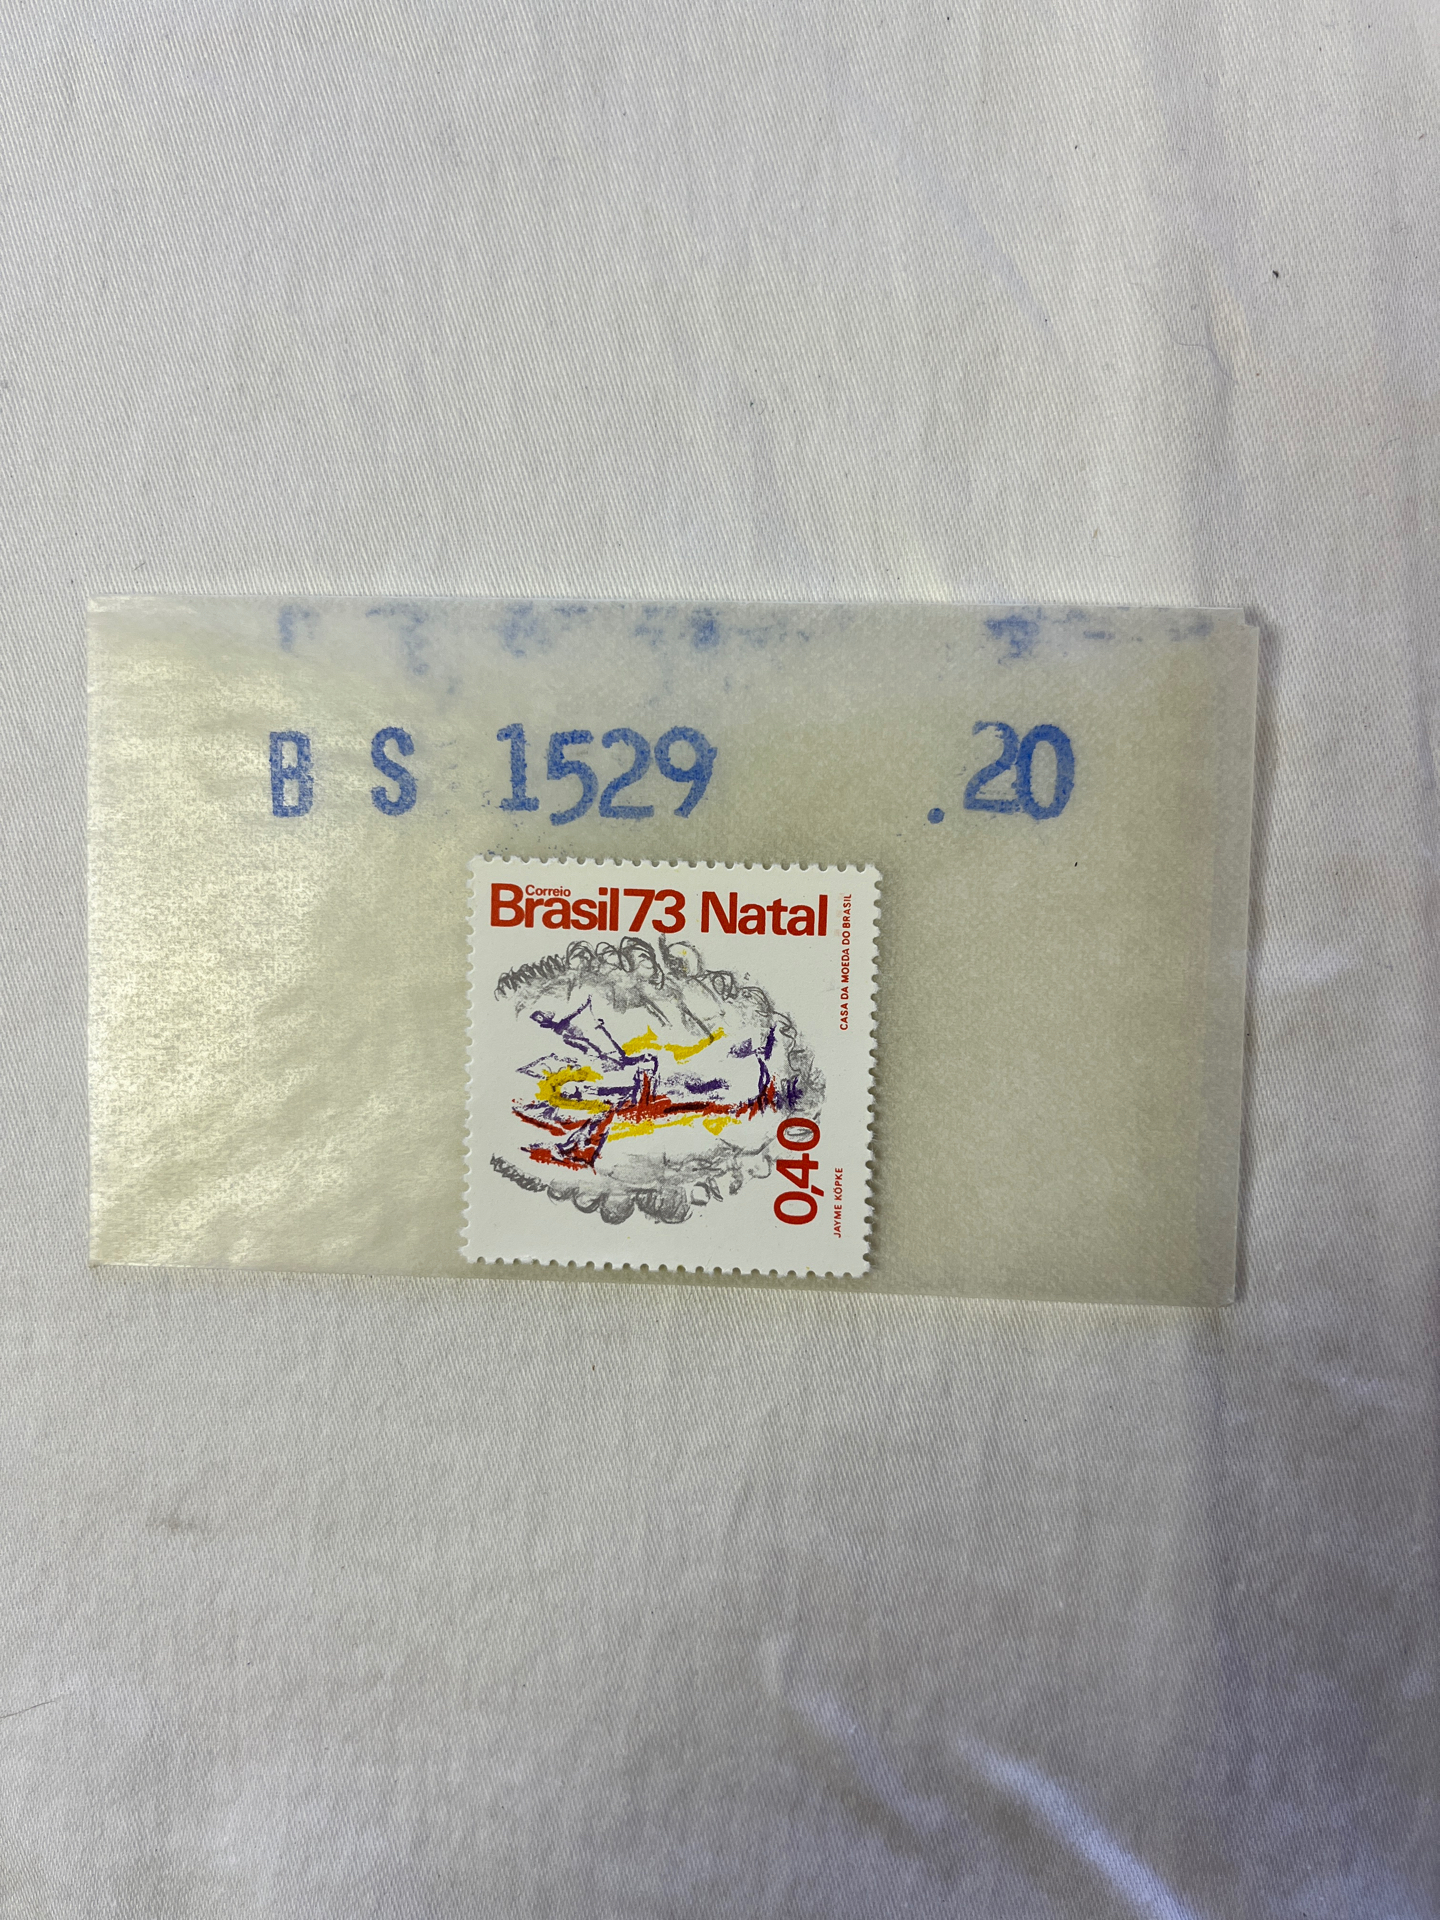 B S 1529 .20
Correio
Brasil 73 Natal
CASA DA MOEDA DO BRASIL
0,40
JAYME KÖPKE